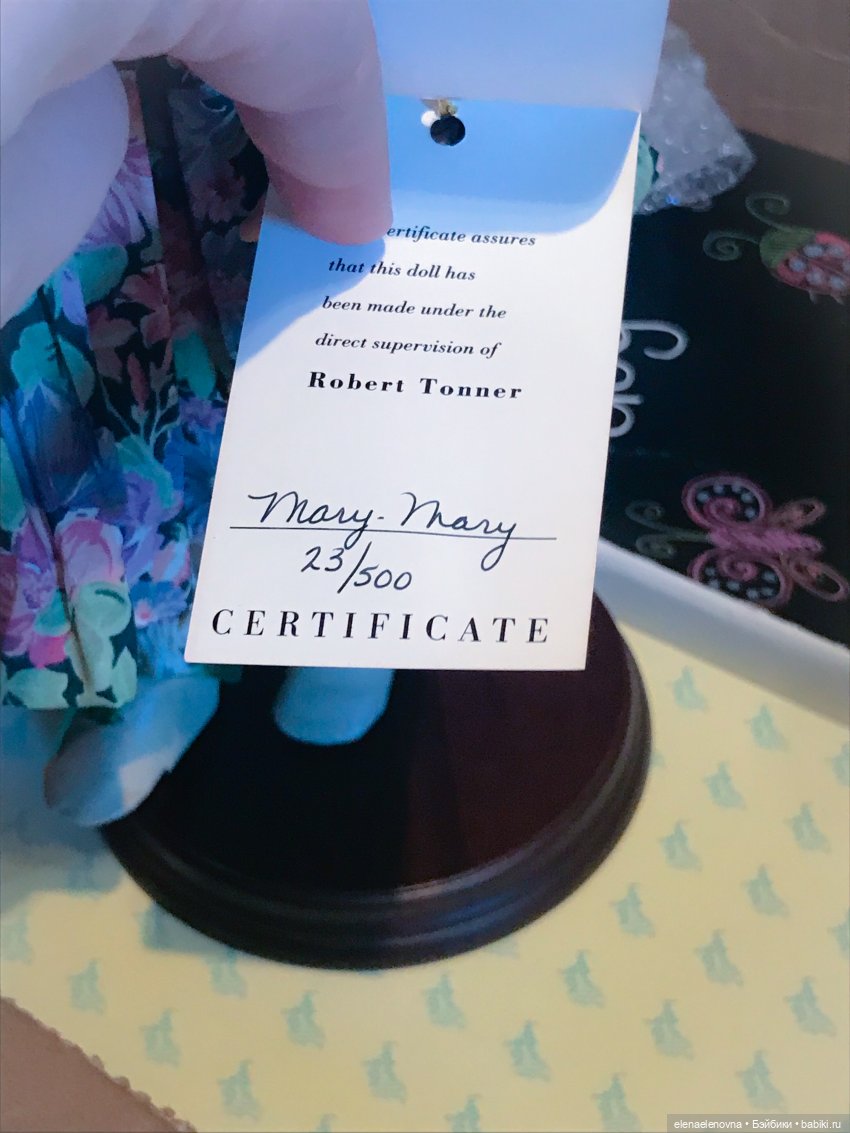 ertificate assures
that this doll has
been made under the
direct supervision of
Robert Tonner
Mary-Mary
23/500
CERTIFICATE
elenaelenovna • Бэйбики • babiki.ru